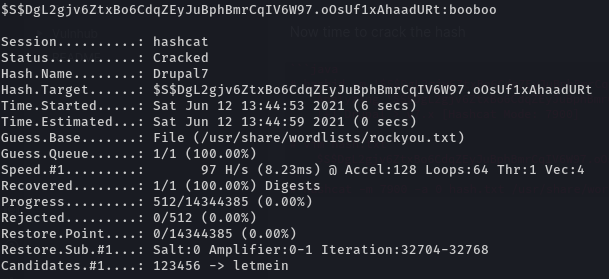 $S$DgL2gjv6ZtxBo6CdqZEyJuBphBmrCqIV6W97.oOsUf1xAhaadURt:booboo
Now time to crack the hash
Session..........: hashcat
Status...........: Cracked
Hash.Name........: Drupal7
Hash.Target......: $S$DgL2gjv6ZtxBo6CdqZEyJuBphBmrCqIV6W97.oOsUf1xAhaadURt
Time.Started.....: Sat Jun 12 13:44:53 2021 (6 secs)
Time.Estimated...: Sat Jun 12 13:44:59 2021 (0 secs)
Guess.Base.......: File (/usr/share/wordlists/rockyou.txt)
Guess.Queue......: 1/1 (100.00%)
Speed.#1.........:       97 H/s (8.23ms) @ Accel:128 Loops:64 Thr:1 Vec:4
Recovered........: 1/1 (100.00%) Digests
Progress.........: 512/14344385 (0.00%)
Rejected.........: 0/512 (0.00%)
Restore.Point....: 0/14344385 (0.00%)
Restore.Sub.#1...: Salt:0 Amplifier:0-1 Iteration:32704-32768
Candidates.#1....: 123456 -> letmein